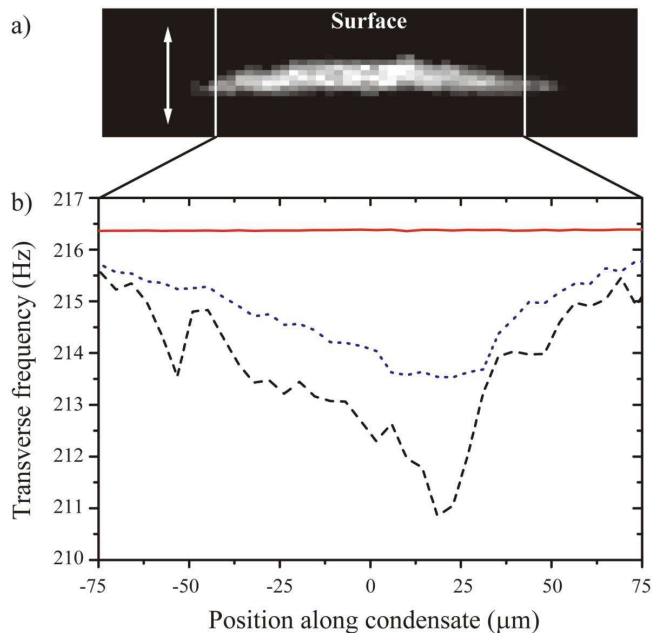 a)
Surface
b)
217
216
215
214
213
212
211
210
Transverse frequency (Hz)
-75 -50 -25 0 25 50 75
Position along condensate (μm)